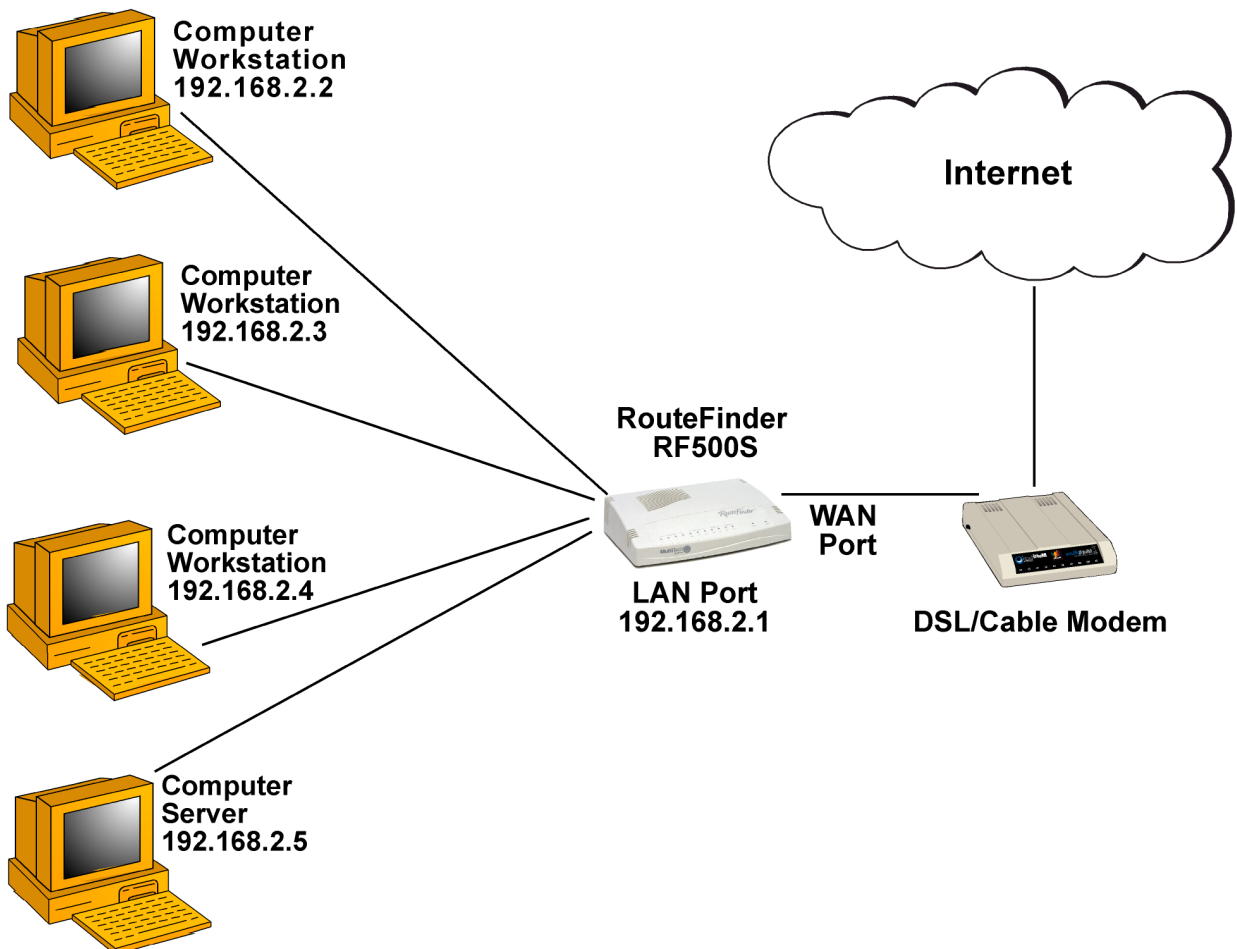 Computer
Workstation
192.168.2.2
Internet
Computer
Workstation
192.168.2.3
RouteFinder
RF500S
RouteFinder
MultiTech
WAN
Port
Computer
Workstation
192.168.2.4
LAN Port
192.168.2.1
DSL/Cable Modem
Computer
Server
192.168.2.5